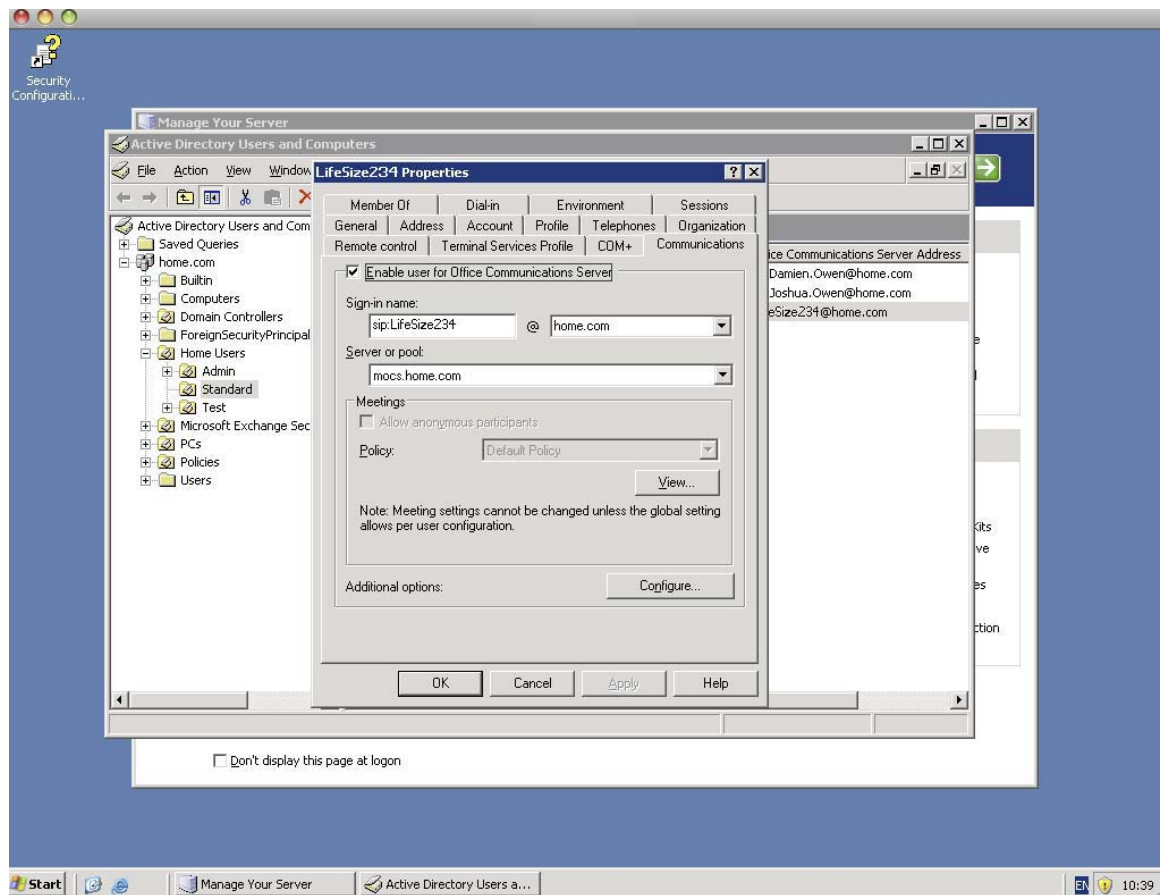 Security
Configurati...
Manage Your Server
Active Directory Users and Computers
File Action View Window
LifeSize234 Properties
Member Of Dial-in Environment Sessions
General Address Account Profile Telephones Organization
Remote control Terminal Services Profile COM+ Communications
Active Directory Users and Com
Saved Queries
home.com
Builtin
Computers
Domain Controllers
ForeignSecurityPrincipal
Home Users
Admin
Standard
Test
Microsoft Exchange Sec
PCs
Policies
Users
Enable user for Office Communications Server
Sign-in name:
sip:LifeSize234 @ home.com
Server or pool:
mocs.home.com
Meetings
Allow anonymous participants
Policy: Default Policy
View...
Note: Meeting settings cannot be changed unless the global setting
allows per user configuration.
Additional options: Configure...
OK Cancel Apply Help
ice Communications Server Address
Damien.Owen@home.com
Joshua.Owen@home.com
eSize234@home.com
Kits
ve
es
ction
Don't display this page at logon
Start Manage Your Server Active Directory Users a... EN 10:39